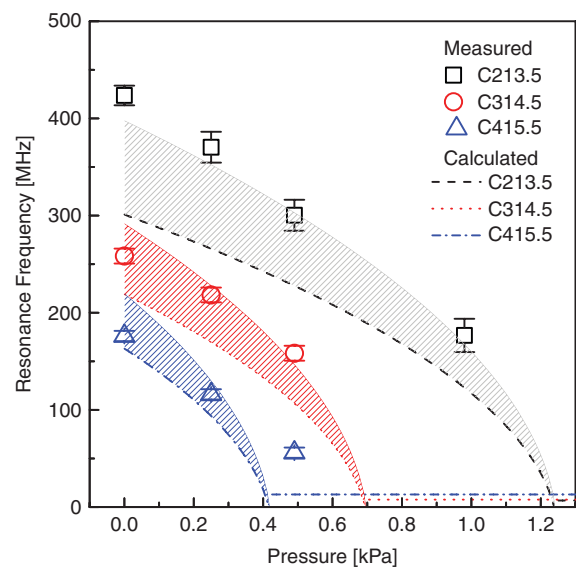 500
400
300
200
100
0
Resonance Frequency [MHz]
Measured
C213.5
C314.5
C415.5
Calculated
C213.5
C314.5
C415.5
0.0 0.2 0.4 0.6 0.8 1.0 1.2
Pressure [kPa]